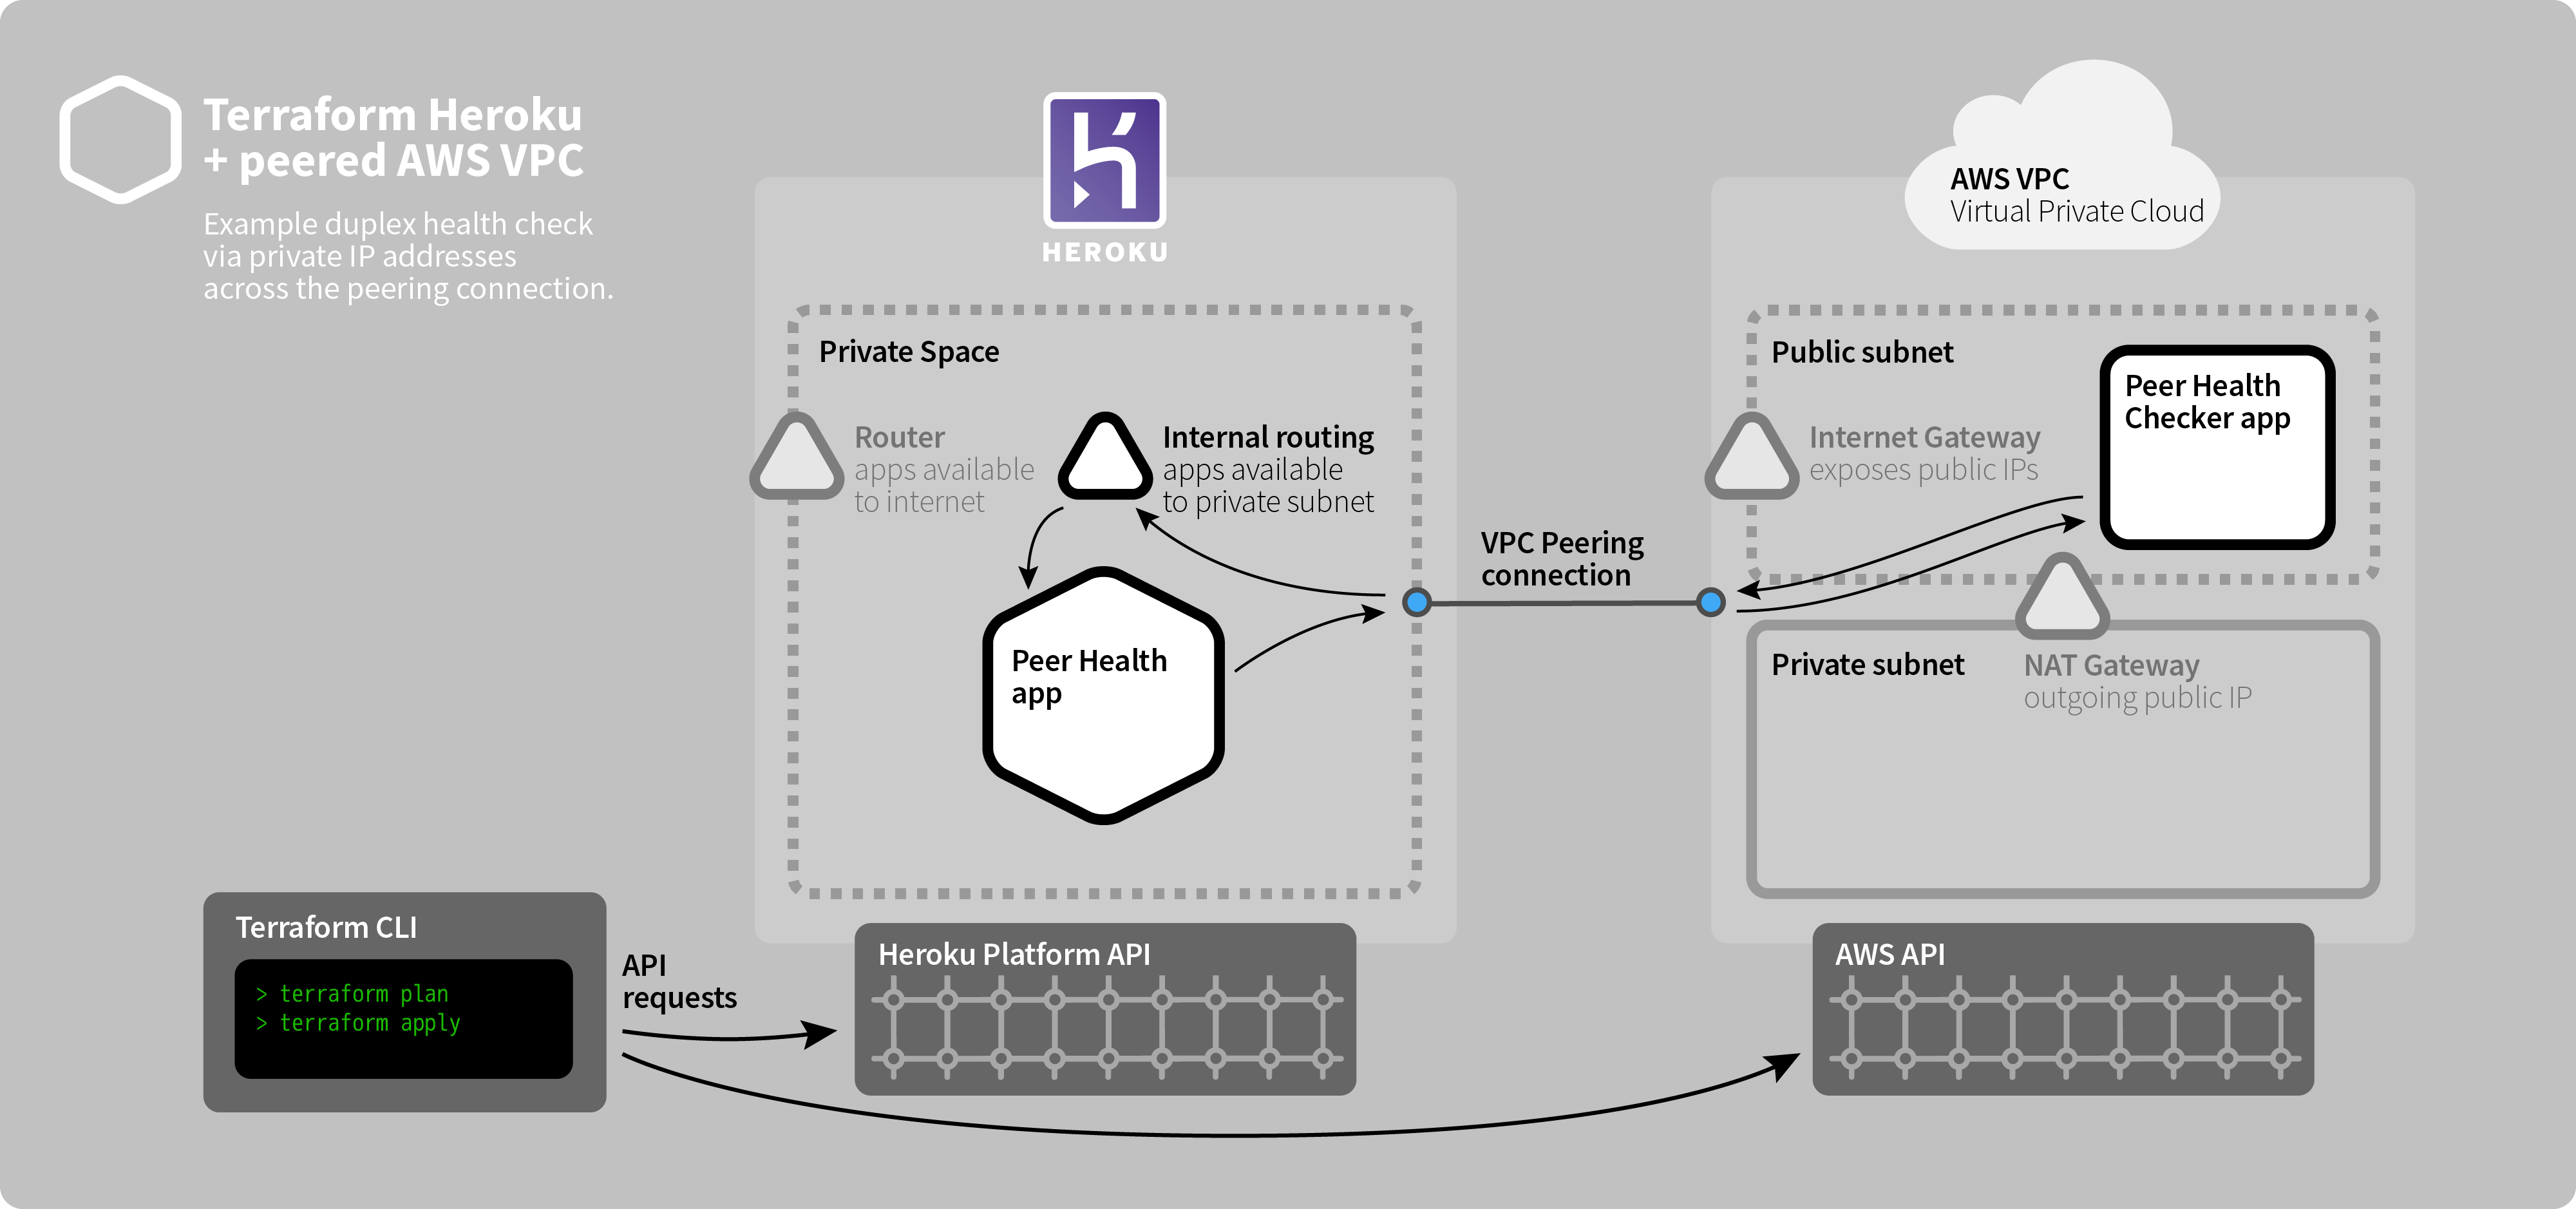 Terraform Heroku
+ peered AWS VPC
Example duplex health check
via private IP addresses
across the peering connection.
HEROKU
AWS VPC
Virtual Private Cloud
Private Space
Router
apps available
to internet
Internal routing
apps available
to private subnet
Peer Health
app
VPC Peering
connection
Public subnet
Internet Gateway
exposes public IPs
Peer Health
Checker app
Private subnet
NAT Gateway
outgoing public IP
Terraform CLI
> terraform plan
> terraform apply
API
requests
Heroku Platform API
AWS API